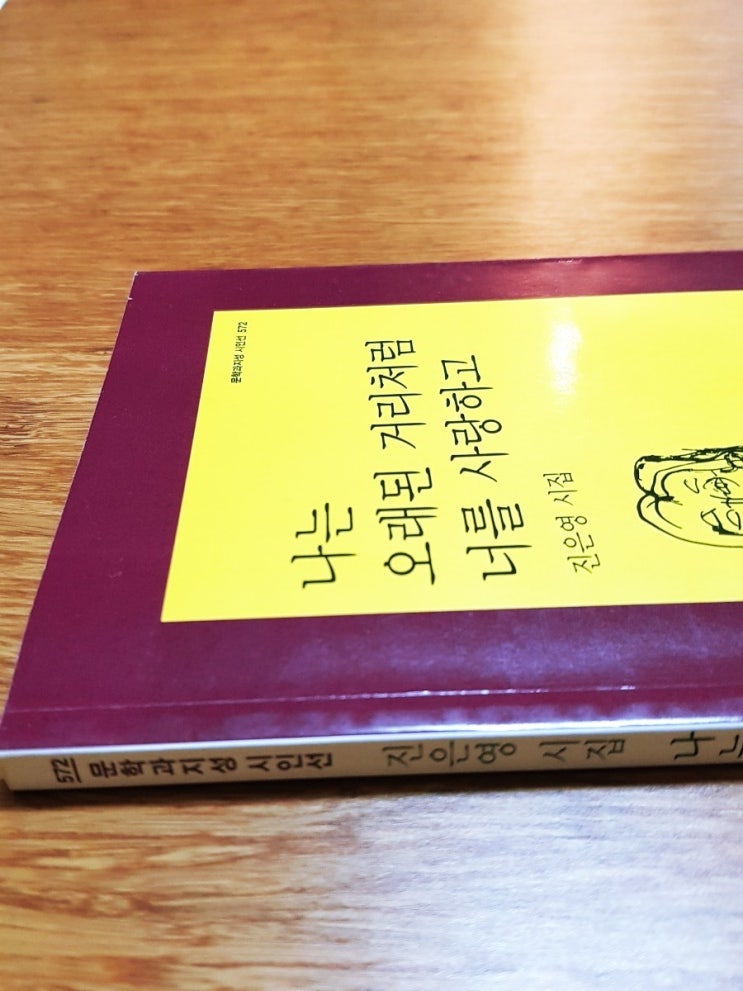 문학과지성 시인선 572
나는
오래된 거리처럼
너를 사랑하고
진은영 시집
572 문학과지성 시인선 진은영 시집 나는